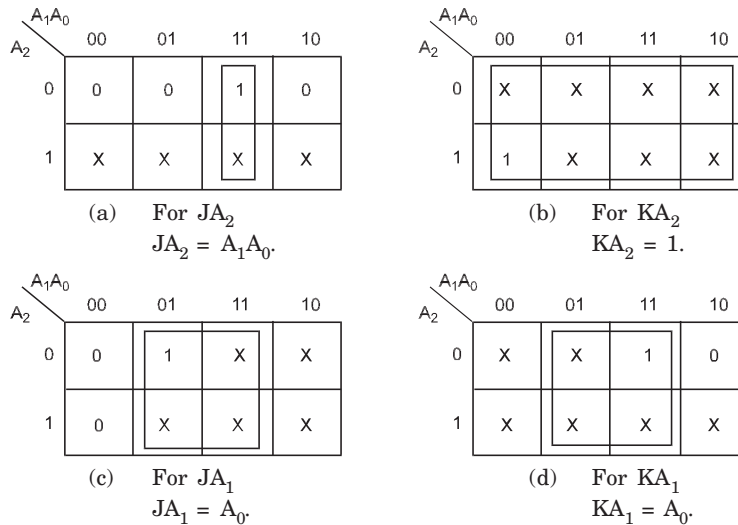 A₁A₀ A₁A₀
A₂ 00 01 11 10 A₂ 00 01 11 10
0 0 0 1 0 0 X X X X
1 X X X X 1 1 X X X
(a) For JA₂ (b) For KA₂
JA₂ = A₁A₀. KA₂ = 1.
A₁A₀ A₁A₀
A₂ 00 01 11 10 A₂ 00 01 11 10
0 0 1 X X 0 X X 1 0
1 0 X X X 1 X X X X
(c) For JA₁ (d) For KA₁
JA₁ = A₀. KA₁ = A₀.